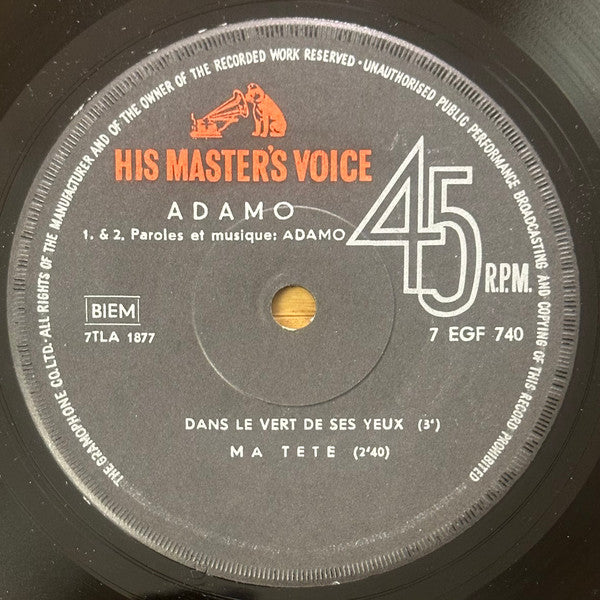 THE GRAMOPHONE CO. LTD. · ALL RIGHTS OF THE MANUFACTURER AND OF THE OWNER OF THE RECORDED WORK RESERVED · UNAUTHORISED PUBLIC PERFORMANCE BROADCASTING AND COPYING OF THIS RECORD PROHIBITED
HIS MASTER'S VOICE
ADAMO
1. & 2. Paroles et musique: ADAMO
45 R.P.M.
BIEM
7TLA 1877
7 EGF 740
DANS LE VERT DE SES YEUX (3')
MA TETE (2'40)